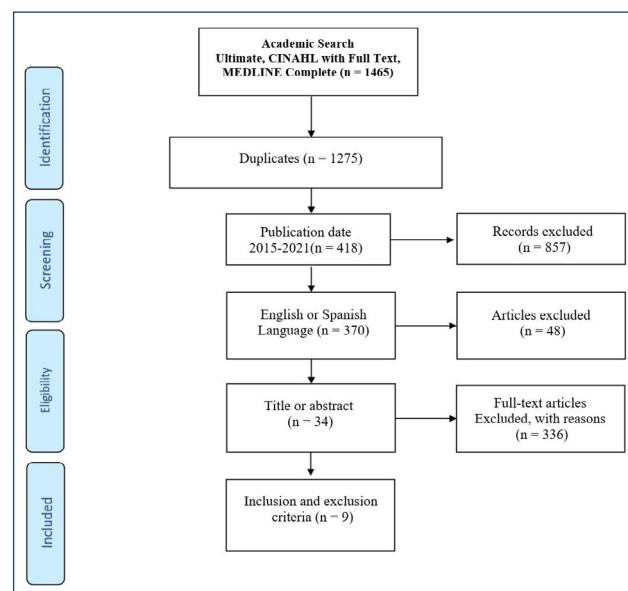 Academic Search
Ultimate, CINAHL with Full Text,
MEDLINE Complete (n = 1465)
Identification
Duplicates (n − 1275)
Screening
Publication date
2015-2021(n = 418)
Records excluded
(n = 857)
English or Spanish
Language (n = 370)
Articles excluded
(n = 48)
Eligibility
Title or abstract
(n = 34)
Full-text articles
Excluded, with reasons
(n = 336)
Included
Inclusion and exclusion
criteria (n − 9)